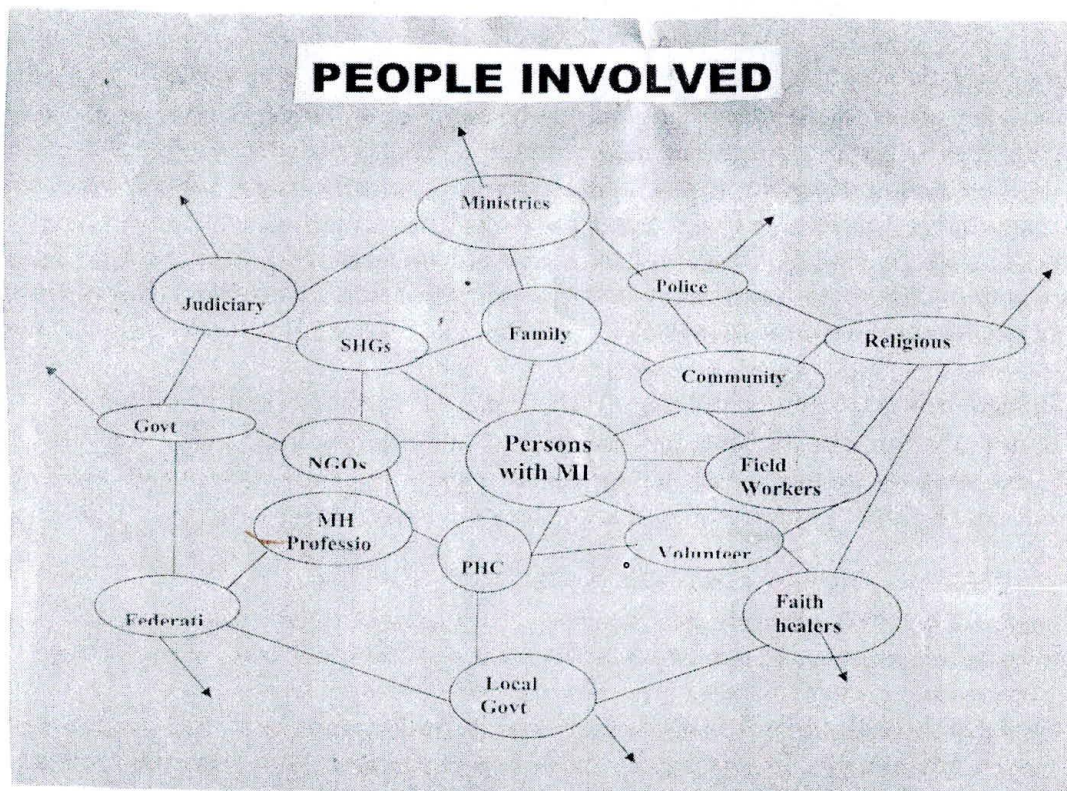 PEOPLE INVOLVED
Ministries
Police
Judiciary
Family
Religious
SHGs
Community
Govt
Persons
with MI
NGOs
Field
Workers
MH
Professio
Volunteer
PHC
Faith
healers
Federati
Local
Govt